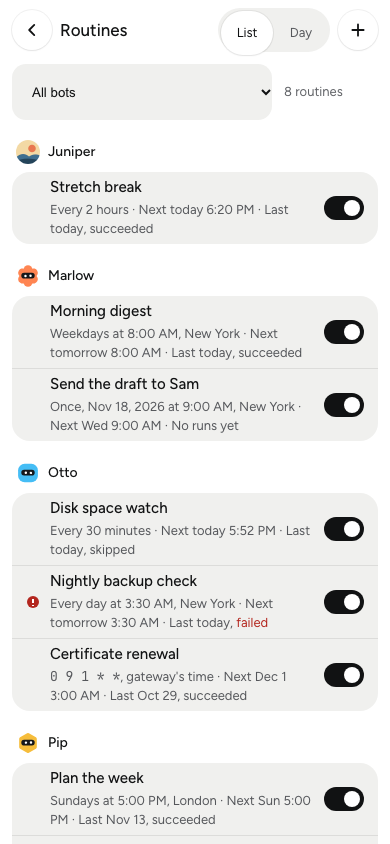 Routines
List
Day
All bots
8 routines
Juniper
Stretch break
Every 2 hours · Next today 6:20 PM · Last
today, succeeded
Marlow
Morning digest
Weekdays at 8:00 AM, New York · Next
tomorrow 8:00 AM · Last today, succeeded
Send the draft to Sam
Once, Nov 18, 2026 at 9:00 AM, New York ·
Next Wed 9:00 AM · No runs yet
Otto
Disk space watch
Every 30 minutes · Next today 5:52 PM · Last
today, skipped
Nightly backup check
Every day at 3:30 AM, New York · Next
tomorrow 3:30 AM · Last today, failed
Certificate renewal
0 9 1 * *, gateway's time · Next Dec 1
3:00 AM · Last Oct 29, succeeded
Pip
Plan the week
Sundays at 5:00 PM, London · Next Sun 5:00
PM · Last Nov 13, succeeded